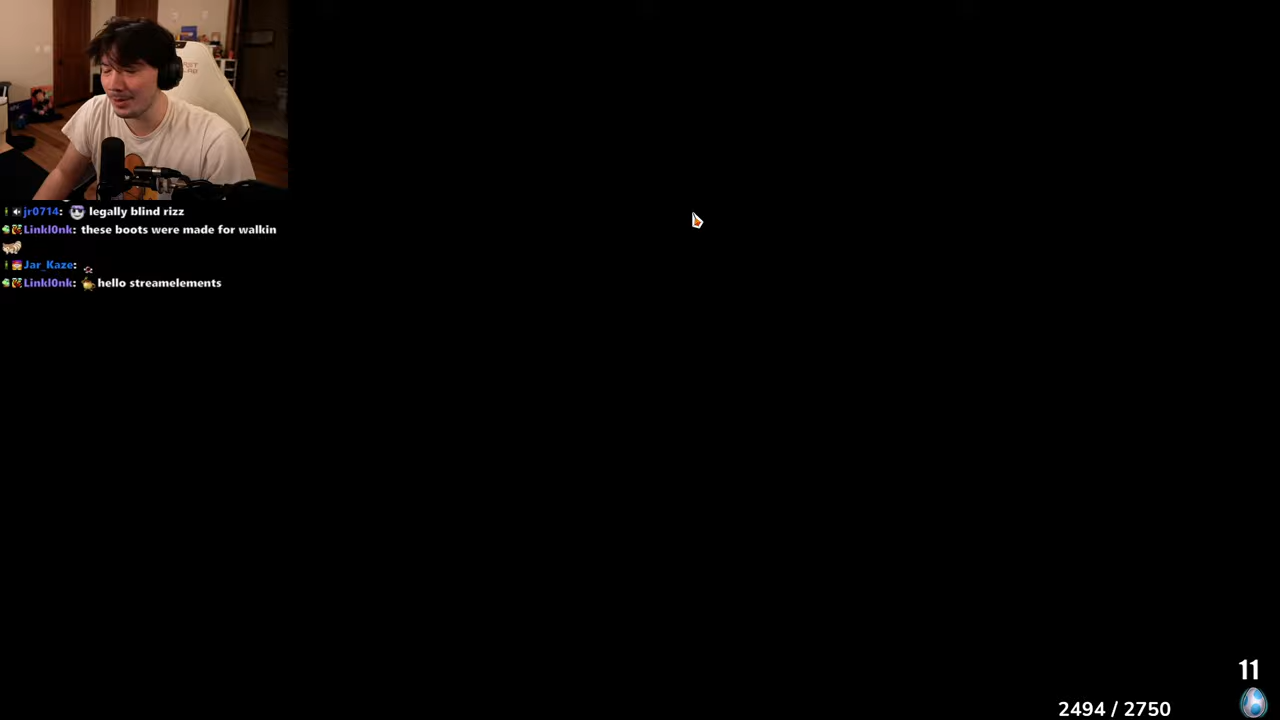 jr0714: legally blind rizz
Linkl0nk: these boots were made for walkin
Jar_Kaze:
Linkl0nk: hello streamelements
11
2494 / 2750